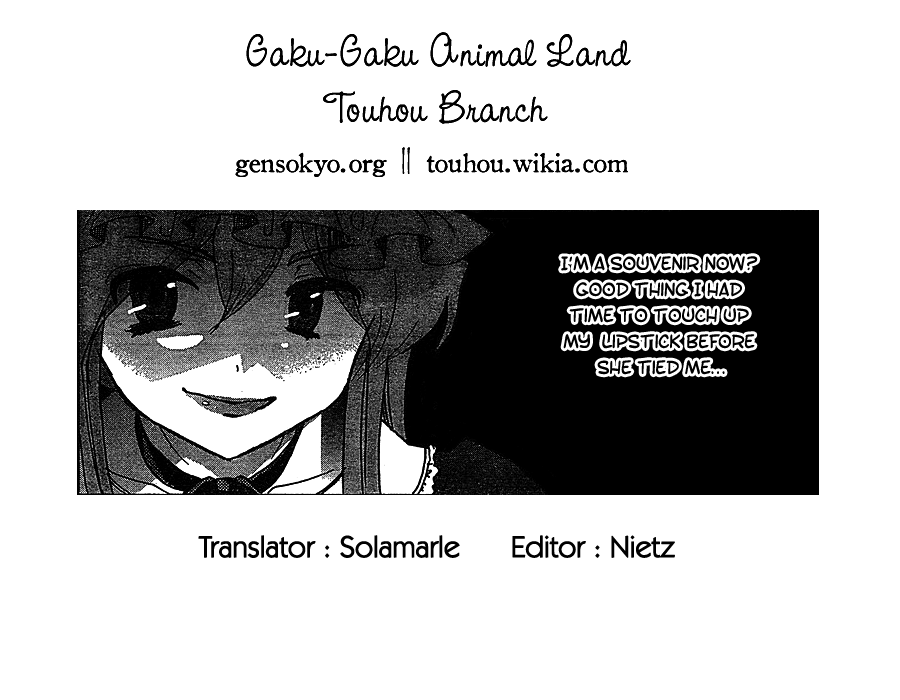 Gaku-Gaku Animal Land
Touhou Branch
gensokyo.org || touhou.wikia.com
I'M A SOUVENIR NOW?
GOOD THING I HAD
TIME TO TOUCH UP
MY LIPSTICK BEFORE
SHE TIED ME...
Translator : Solamarle Editor : Nietz